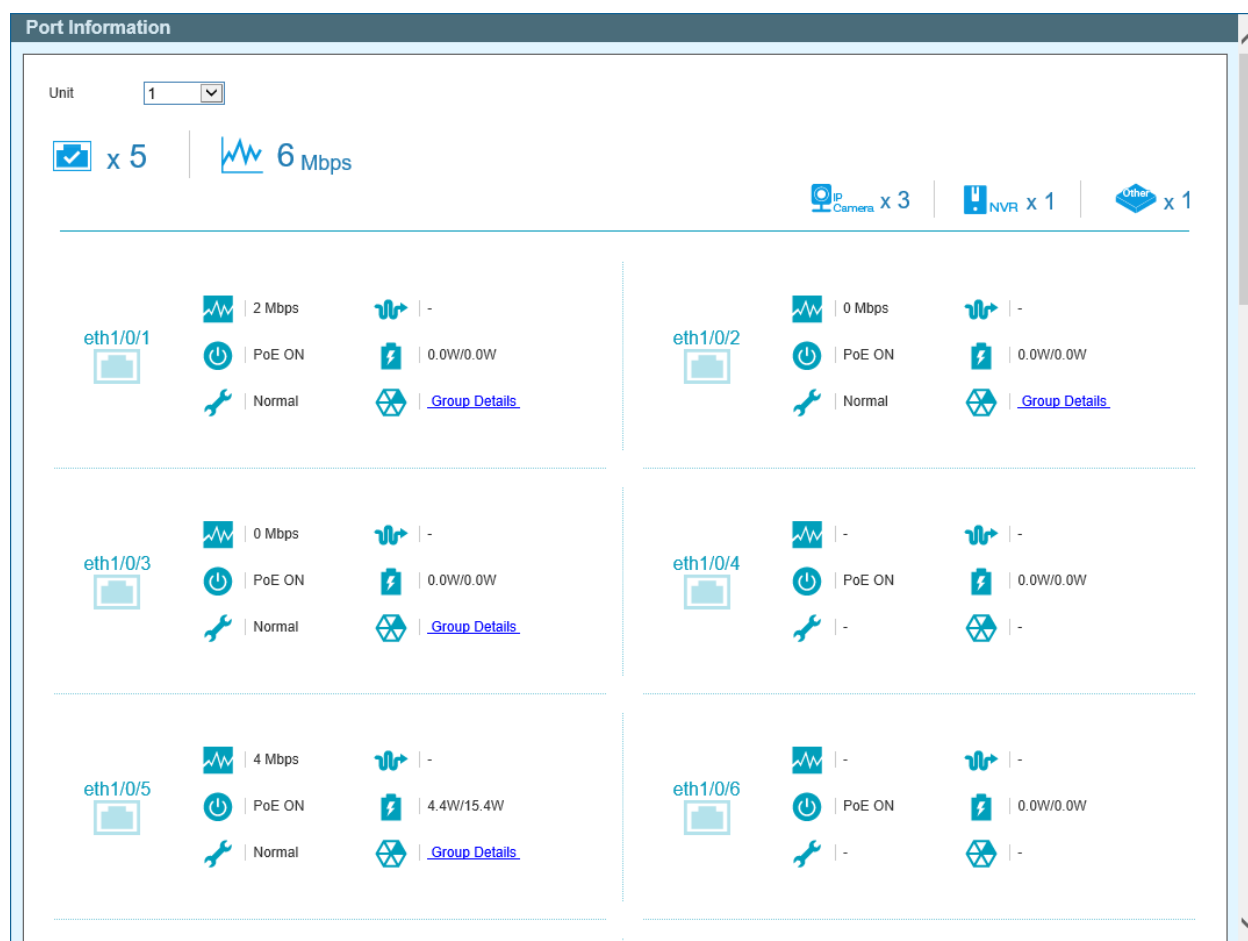 Port Information
Unit 1
x 5 6 Mbps
IP Camera x 3 NVR x 1 Other x 1
eth1/0/1
2 Mbps -
PoE ON 0.0W/0.0W
Normal Group Details
eth1/0/2
0 Mbps -
PoE ON 0.0W/0.0W
Normal Group Details
eth1/0/3
0 Mbps -
PoE ON 0.0W/0.0W
Normal Group Details
eth1/0/4
- -
PoE ON 0.0W/0.0W
- -
eth1/0/5
4 Mbps -
PoE ON 4.4W/15.4W
Normal Group Details
eth1/0/6
- -
PoE ON 0.0W/0.0W
- -